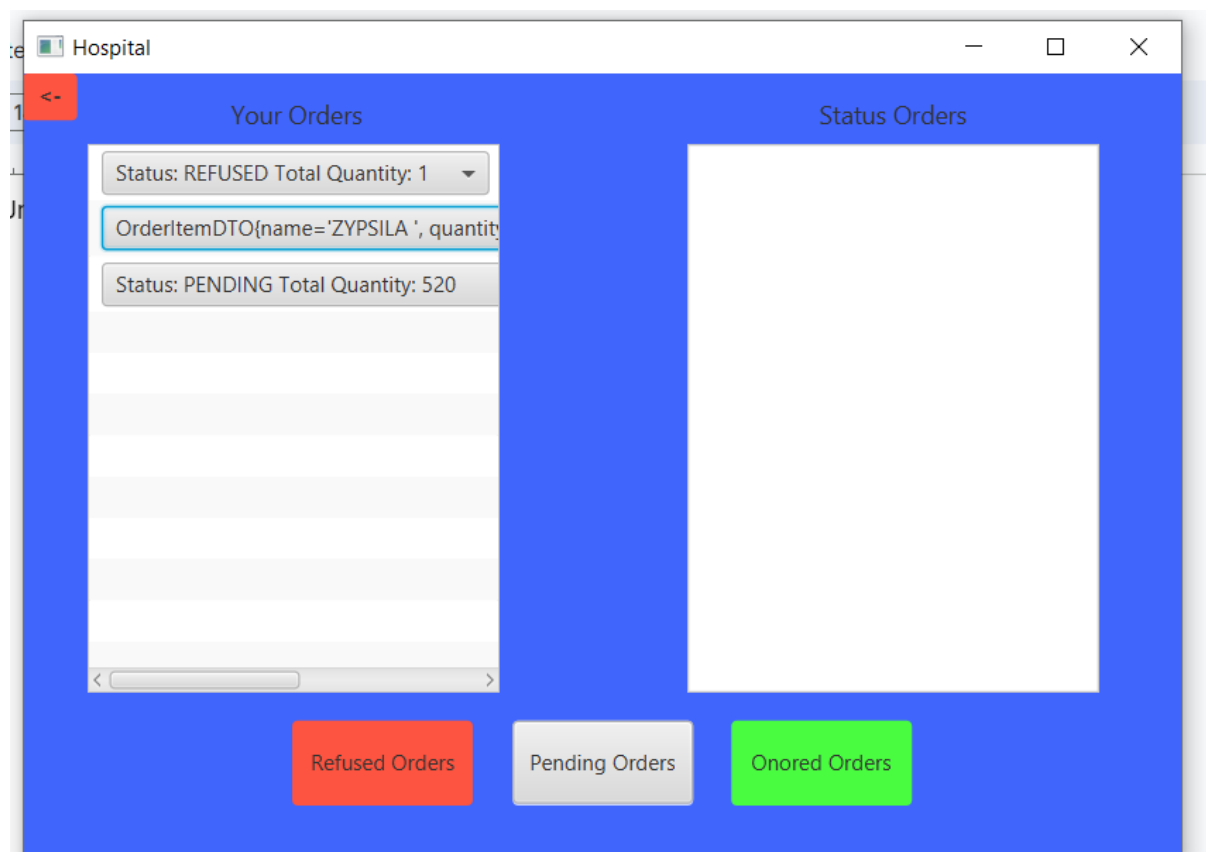 Hospital
<-
Your Orders
Status Orders
Status: REFUSED Total Quantity: 1
OrderItemDTO{name='ZYPSILA ', quantity
Status: PENDING Total Quantity: 520
Refused Orders
Pending Orders
Onored Orders